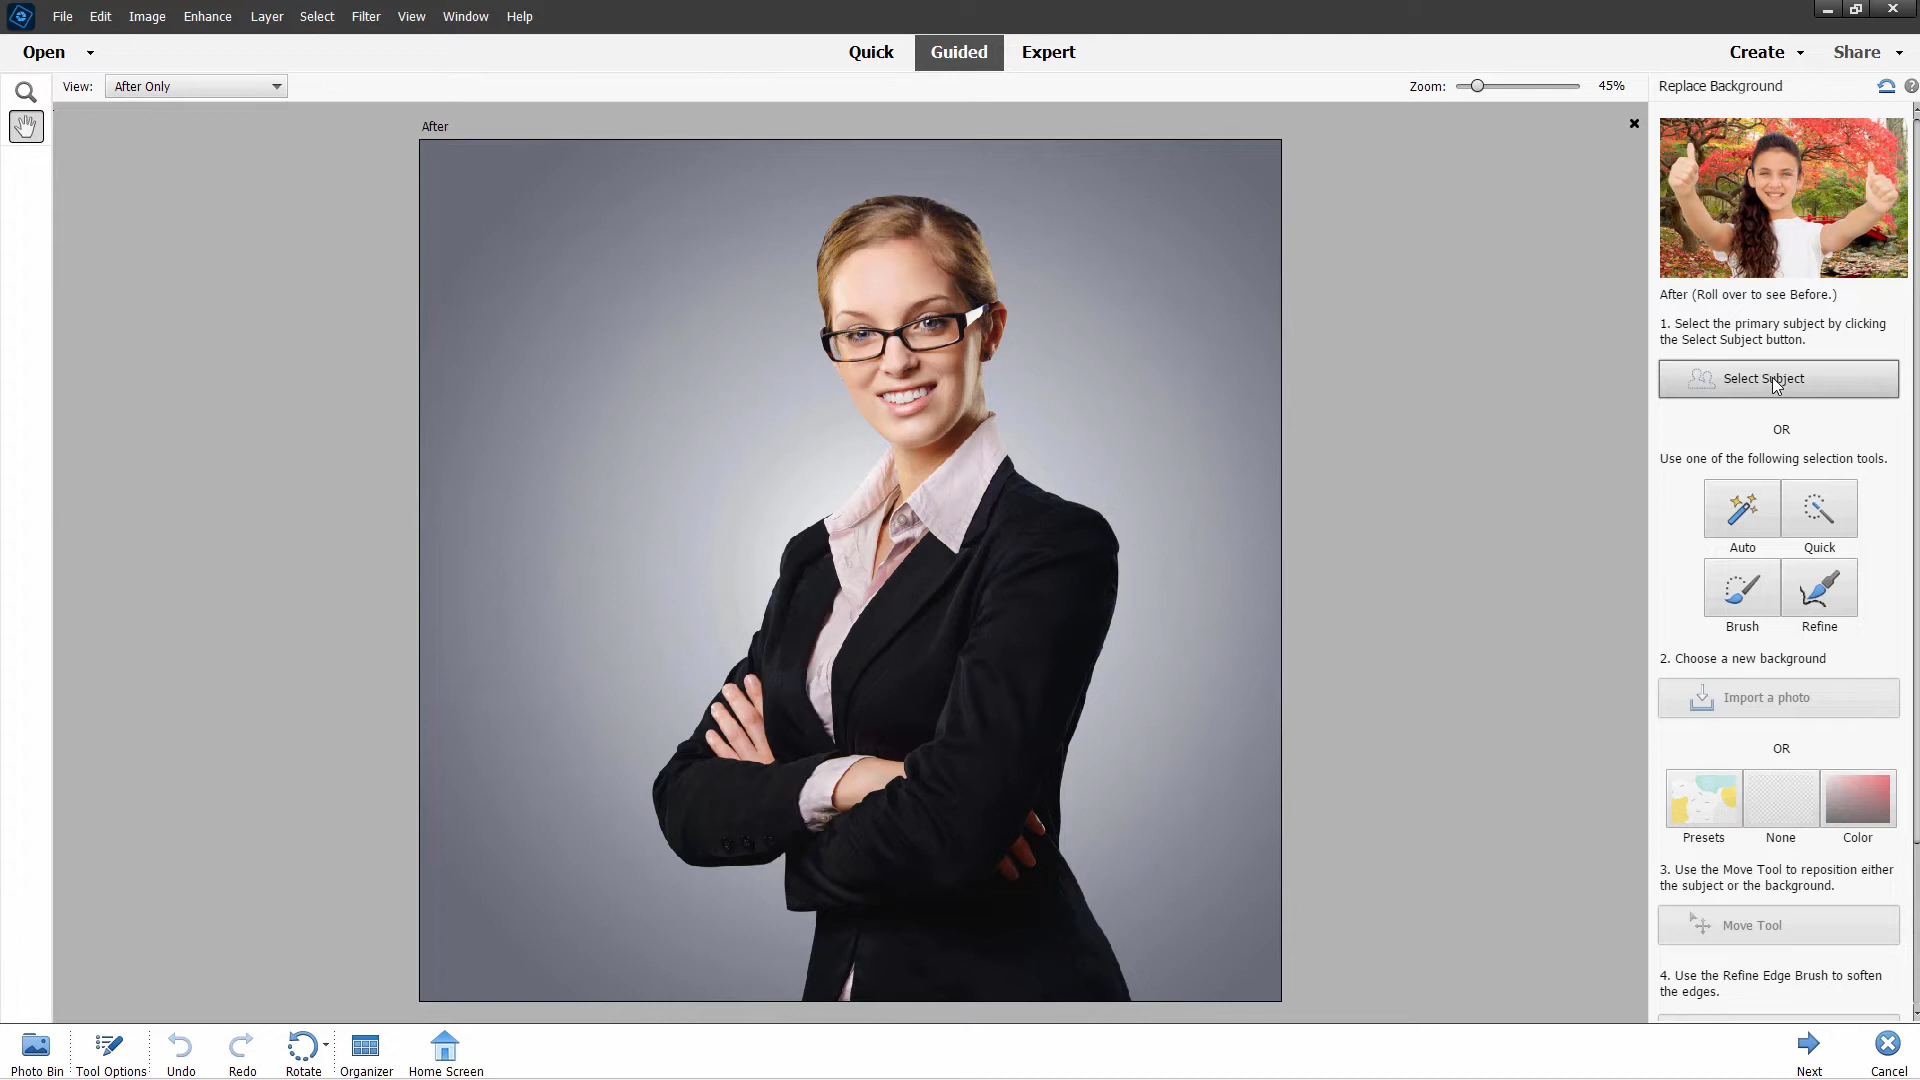 File Edit Image Enhance Layer Select Filter View Window Help
Open Quick Guided Expert Create Share
View: After Only Zoom: 45% Replace Background
After
After (Roll over to see Before.)
1. Select the primary subject by clicking
the Select Subject button.
Select Subject
OR
Use one of the following selection tools.
Auto Quick
Brush Refine
2. Choose a new background
Import a photo
OR
Presets None Color
3. Use the Move Tool to reposition either
the subject or the background.
Move Tool
4. Use the Refine Edge Brush to soften
the edges.
Photo Bin Tool Options Undo Redo Rotate Organizer Home Screen Next Cancel